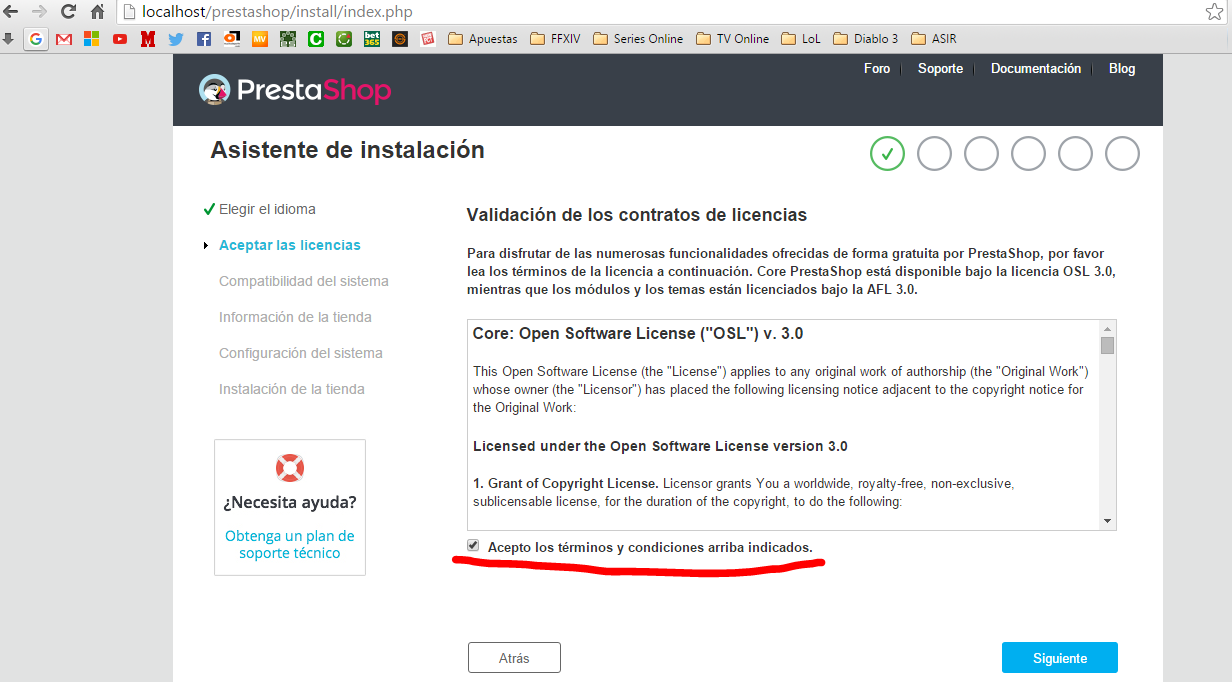 localhost/prestashop/install/index.php
G M MV C bet365 Apuestas FFXIV Series Online TV Online LoL Diablo 3 ASIR
PrestaShop
Foro Soporte Documentación Blog
Asistente de instalación
Elegir el idioma
Aceptar las licencias
Compatibilidad del sistema
Información de la tienda
Configuración del sistema
Instalación de la tienda
¿Necesita ayuda?
Obtenga un plan de
soporte técnico
Validación de los contratos de licencias
Para disfrutar de las numerosas funcionalidades ofrecidas de forma gratuita por PrestaShop, por favor
lea los términos de la licencia a continuación. Core PrestaShop está disponible bajo la licencia OSL 3.0,
mientras que los módulos y los temas están licenciados bajo la AFL 3.0.
Core: Open Software License ("OSL") v. 3.0
This Open Software License (the "License") applies to any original work of authorship (the "Original Work")
whose owner (the "Licensor") has placed the following licensing notice adjacent to the copyright notice for
the Original Work:
Licensed under the Open Software License version 3.0
1. Grant of Copyright License. Licensor grants You a worldwide, royalty-free, non-exclusive,
sublicensable license, for the duration of the copyright, to do the following:
Acepto los términos y condiciones arriba indicados.
Atrás
Siguiente